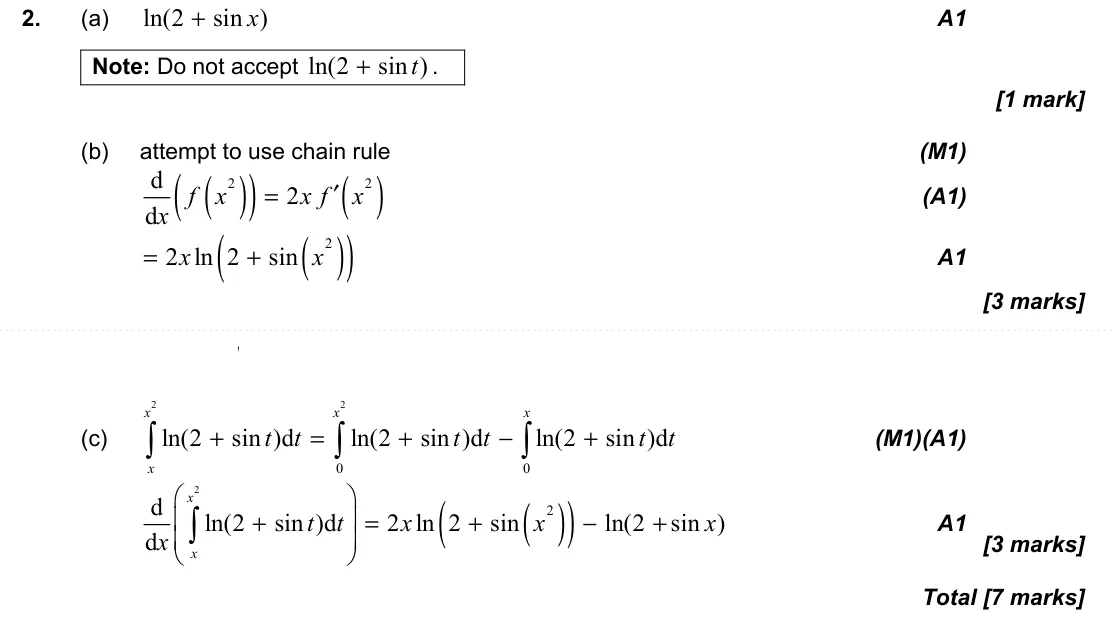 2. (a) ln(2 + sin x) A1
Note: Do not accept ln(2 + sin t).
[1 mark]
(b) attempt to use chain rule (M1)
d/dx (f(x²)) = 2x f′(x²) (A1)
= 2x ln(2 + sin(x²)) A1
[3 marks]
(c) ∫ₓ^(x²) ln(2 + sin t)dt = ∫₀^(x²) ln(2 + sin t)dt − ∫₀^x ln(2 + sin t)dt (M1)(A1)
d/dx (∫ₓ^(x²) ln(2 + sin t)dt) = 2x ln(2 + sin(x²)) − ln(2 + sin x) A1
[3 marks]
Total [7 marks]